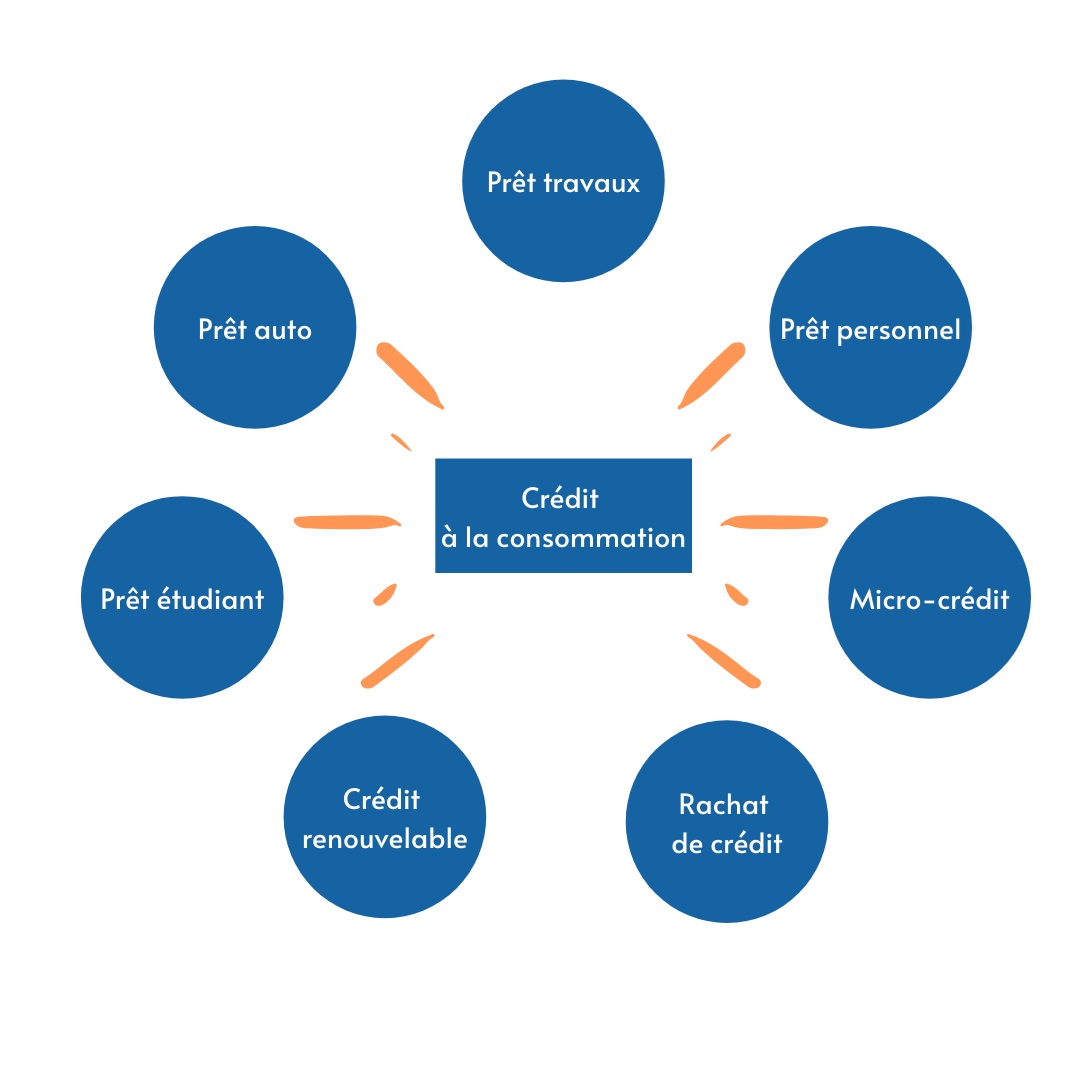 Prêt travaux
Prêt auto
Prêt personnel
Crédit
à la consommation
Prêt étudiant
Micro-crédit
Crédit
renouvelable
Rachat
de crédit